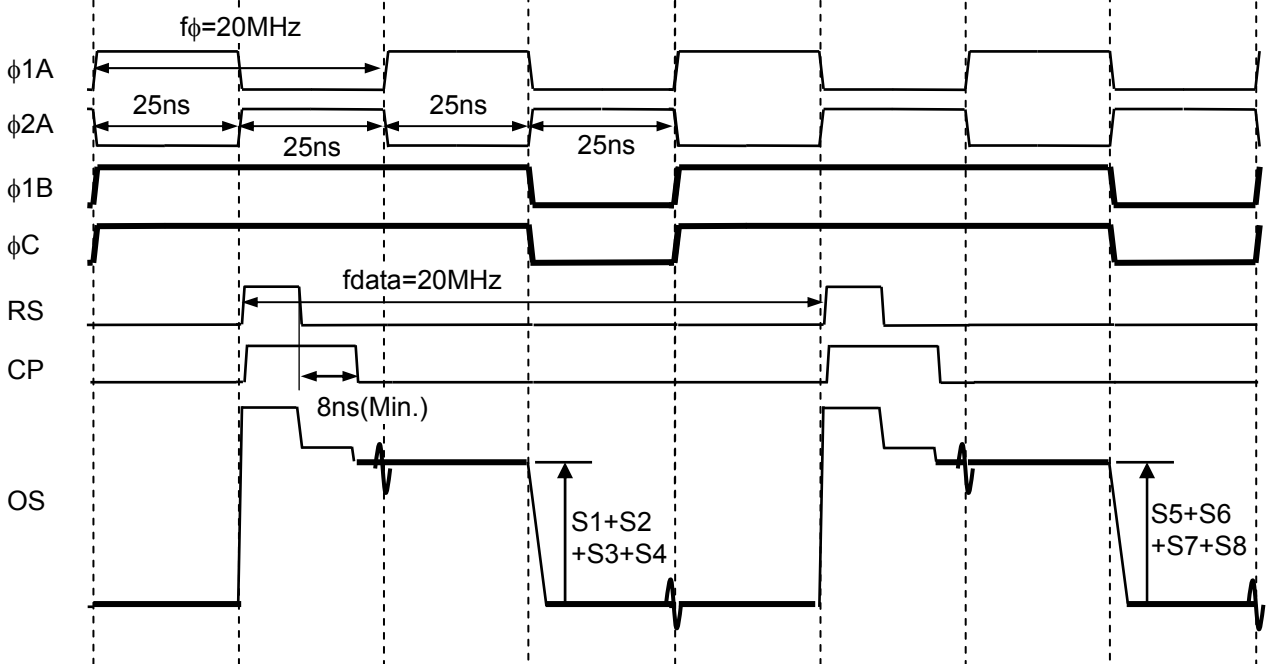 fϕ=20MHz
ϕ1A
25ns
25ns
ϕ2A
25ns
25ns
ϕ1B
ϕC
fdata=20MHz
RS
CP
8ns(Min.)
OS
S1+S2
+S3+S4
S5+S6
+S7+S8